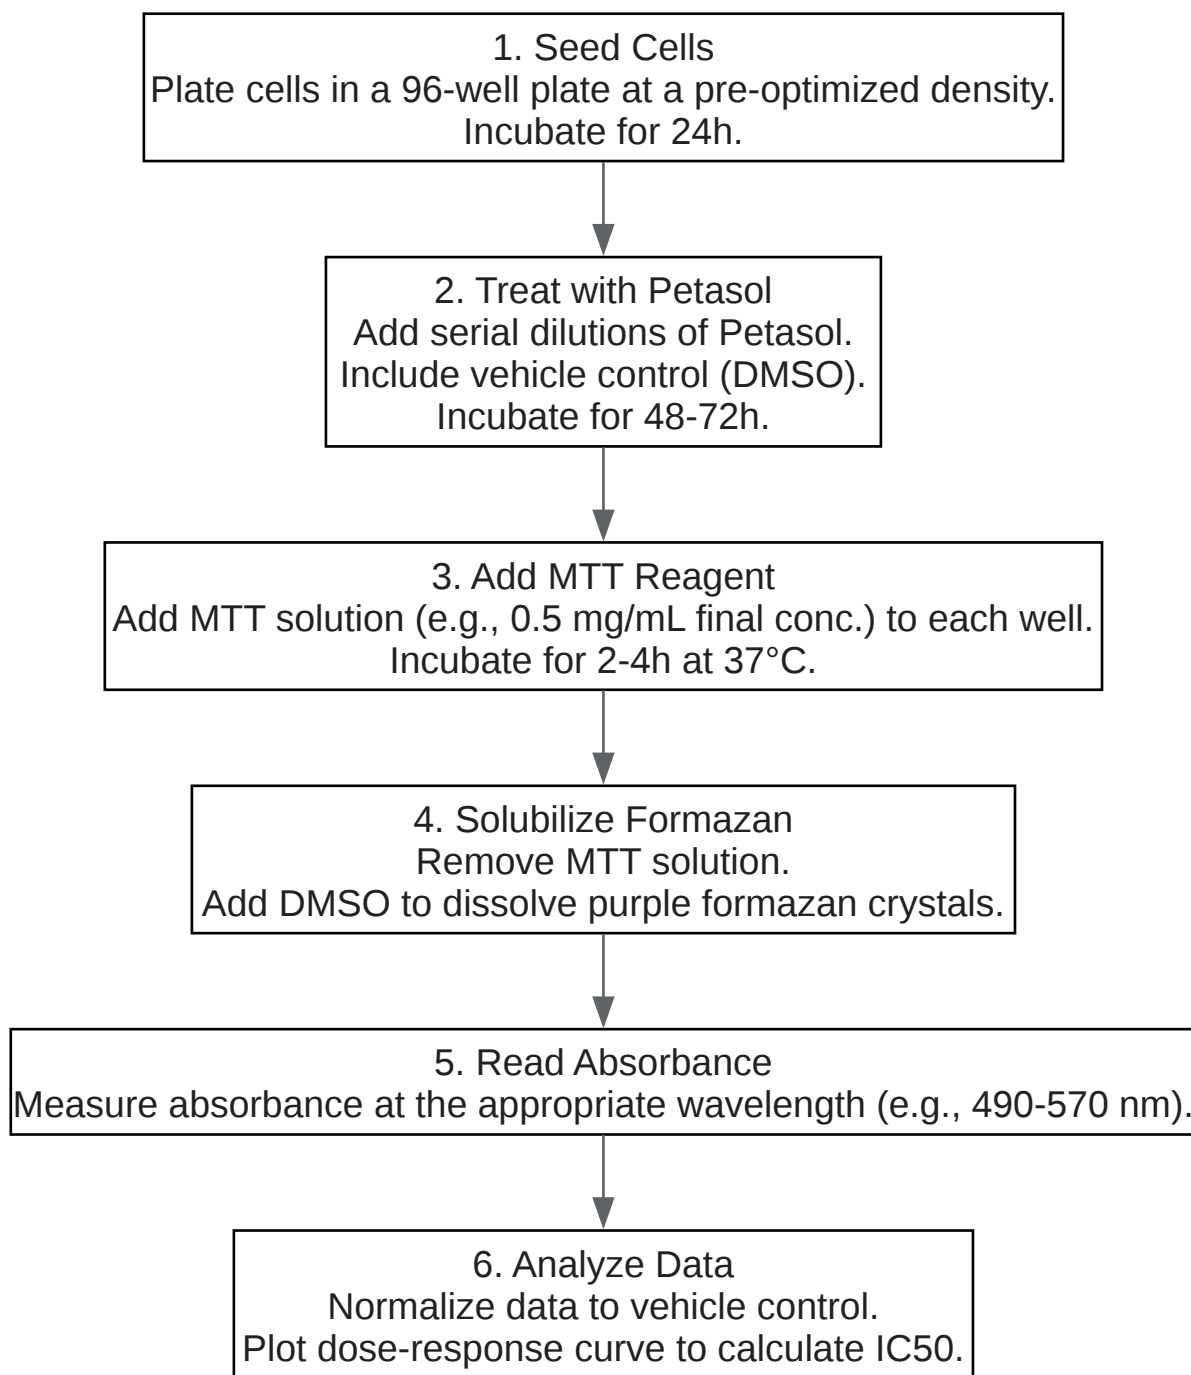 1. Seed Cells
Plate cells in a 96-well plate at a pre-optimized density.
Incubate for 24h.
2. Treat with Petasol
Add serial dilutions of Petasol.
Include vehicle control (DMSO).
Incubate for 48-72h.
3. Add MTT Reagent
Add MTT solution (e.g., 0.5 mg/mL final conc.) to each well.
Incubate for 2-4h at 37°C.
4. Solubilize Formazan
Remove MTT solution.
Add DMSO to dissolve purple formazan crystals.
5. Read Absorbance
Measure absorbance at the appropriate wavelength (e.g., 490-570 nm).
6. Analyze Data
Normalize data to vehicle control.
Plot dose-response curve to calculate IC50.